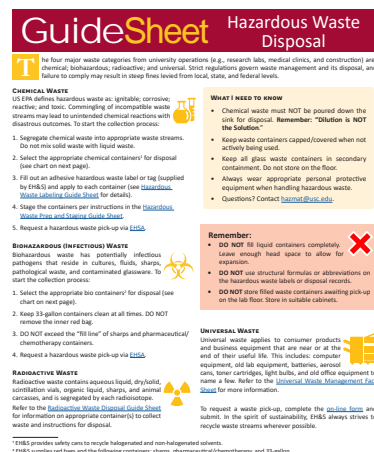 GuideSheet
Hazardous Waste
Disposal
The four major waste categories from university operations (e.g., research labs, medical clinics, and construction) are
chemical; biohazardous; radioactive; and universal. Strict regulations govern waste management and its disposal, and
failure to comply may result in steep fines levied from local, state, and federal levels.
CHEMICAL WASTE
US EPA defines hazardous waste as: ignitable; corrosive;
reactive; and toxic. Commingling of incompatible waste
streams may lead to unintended chemical reactions with
disastrous outcomes. To start the collection process:
1. Segregate chemical waste into appropriate waste streams.
Do not mix solid waste with liquid waste.
2. Select the appropriate chemical containers¹ for disposal
(see chart on next page).
3. Fill out an adhesive hazardous waste label or tag (supplied
by EH&S) and apply to each container (see Hazardous
Waste Labeling Guide Sheet for details).
4. Stage the containers per instructions in the Hazardous
Waste Prep and Staging Guide Sheet.
5. Request a hazardous waste pick-up via EHSA.
BIOHAZARDOUS (INFECTIOUS) WASTE
Biohazardous waste has potentially infectious
pathogens that reside in cultures, fluids, sharps,
pathological waste, and contaminated glassware. To
start the collection process:
1. Select the appropriate bio containers² for disposal (see
chart on next page).
2. Keep 33-gallon containers clean at all times. DO NOT
remove the inner red bag.
3. DO NOT exceed the "fill line" of sharps and pharmaceutical/
chemotherapy containers.
4. Request a hazardous waste pick-up via EHSA.
RADIOACTIVE WASTE
Radioactive waste contains aqueous liquid, dry/solid,
scintillation vials, organic liquid, sharps, and animal
carcasses, and is segregated by each radioisotope.
Refer to the Radioactive Waste Disposal Guide Sheet
for information on appropriate container(s) to collect
waste and instructions for disposal.
WHAT I NEED TO KNOW
• Chemical waste must NOT be poured down the
sink for disposal. Remember: "Dilution is NOT
the Solution."
• Keep waste containers capped/covered when not
actively being used.
• Keep all glass waste containers in secondary
containment. Do not store on the floor.
• Always wear appropriate personal protective
equipment when handling hazardous waste.
• Questions? Contact hazmat@usc.edu.
Remember:
• DO NOT fill liquid containers completely.
Leave enough head space to allow for
expansion.
• DO NOT use structural formulas or abbreviations on
the hazardous waste labels or disposal records.
• DO NOT store filled waste containers awaiting pick-up
on the lab floor. Store in suitable cabinets.
UNIVERSAL WASTE
Universal waste applies to consumer products
and business equipment that are near or at the
end of their useful life. This includes: computer
equipment, old lab equipment, batteries, aerosol
cans, toner cartridges, light bulbs, and old office equipment to
name a few. Refer to the Universal Waste Management Fact
Sheet for more information.
To request a waste pick-up, complete the on-line form and
submit. In the spirit of sustainability, EH&S always strives to
recycle waste streams wherever possible.
¹ EH&S provides safety cans to recycle halogenated and non-halogenated solvents.
² EH&S supplies red bags and the following containers: sharps, pharmaceutical/chemotherapy, and 33-gallon.